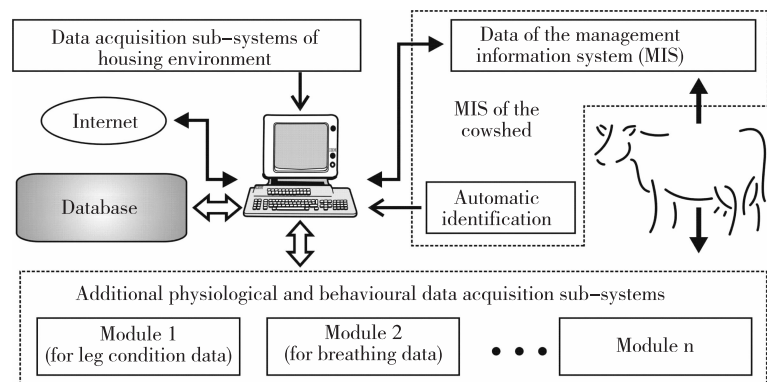 Data acquisition sub-systems of
housing environment
Data of the management
information system (MIS)
Internet
MIS of the
cowshed
Database
Automatic
identification
Additional physiological and behavioural data acquisition sub-systems
Module 1
(for leg condition data)
Module 2
(for breathing data)
Module n